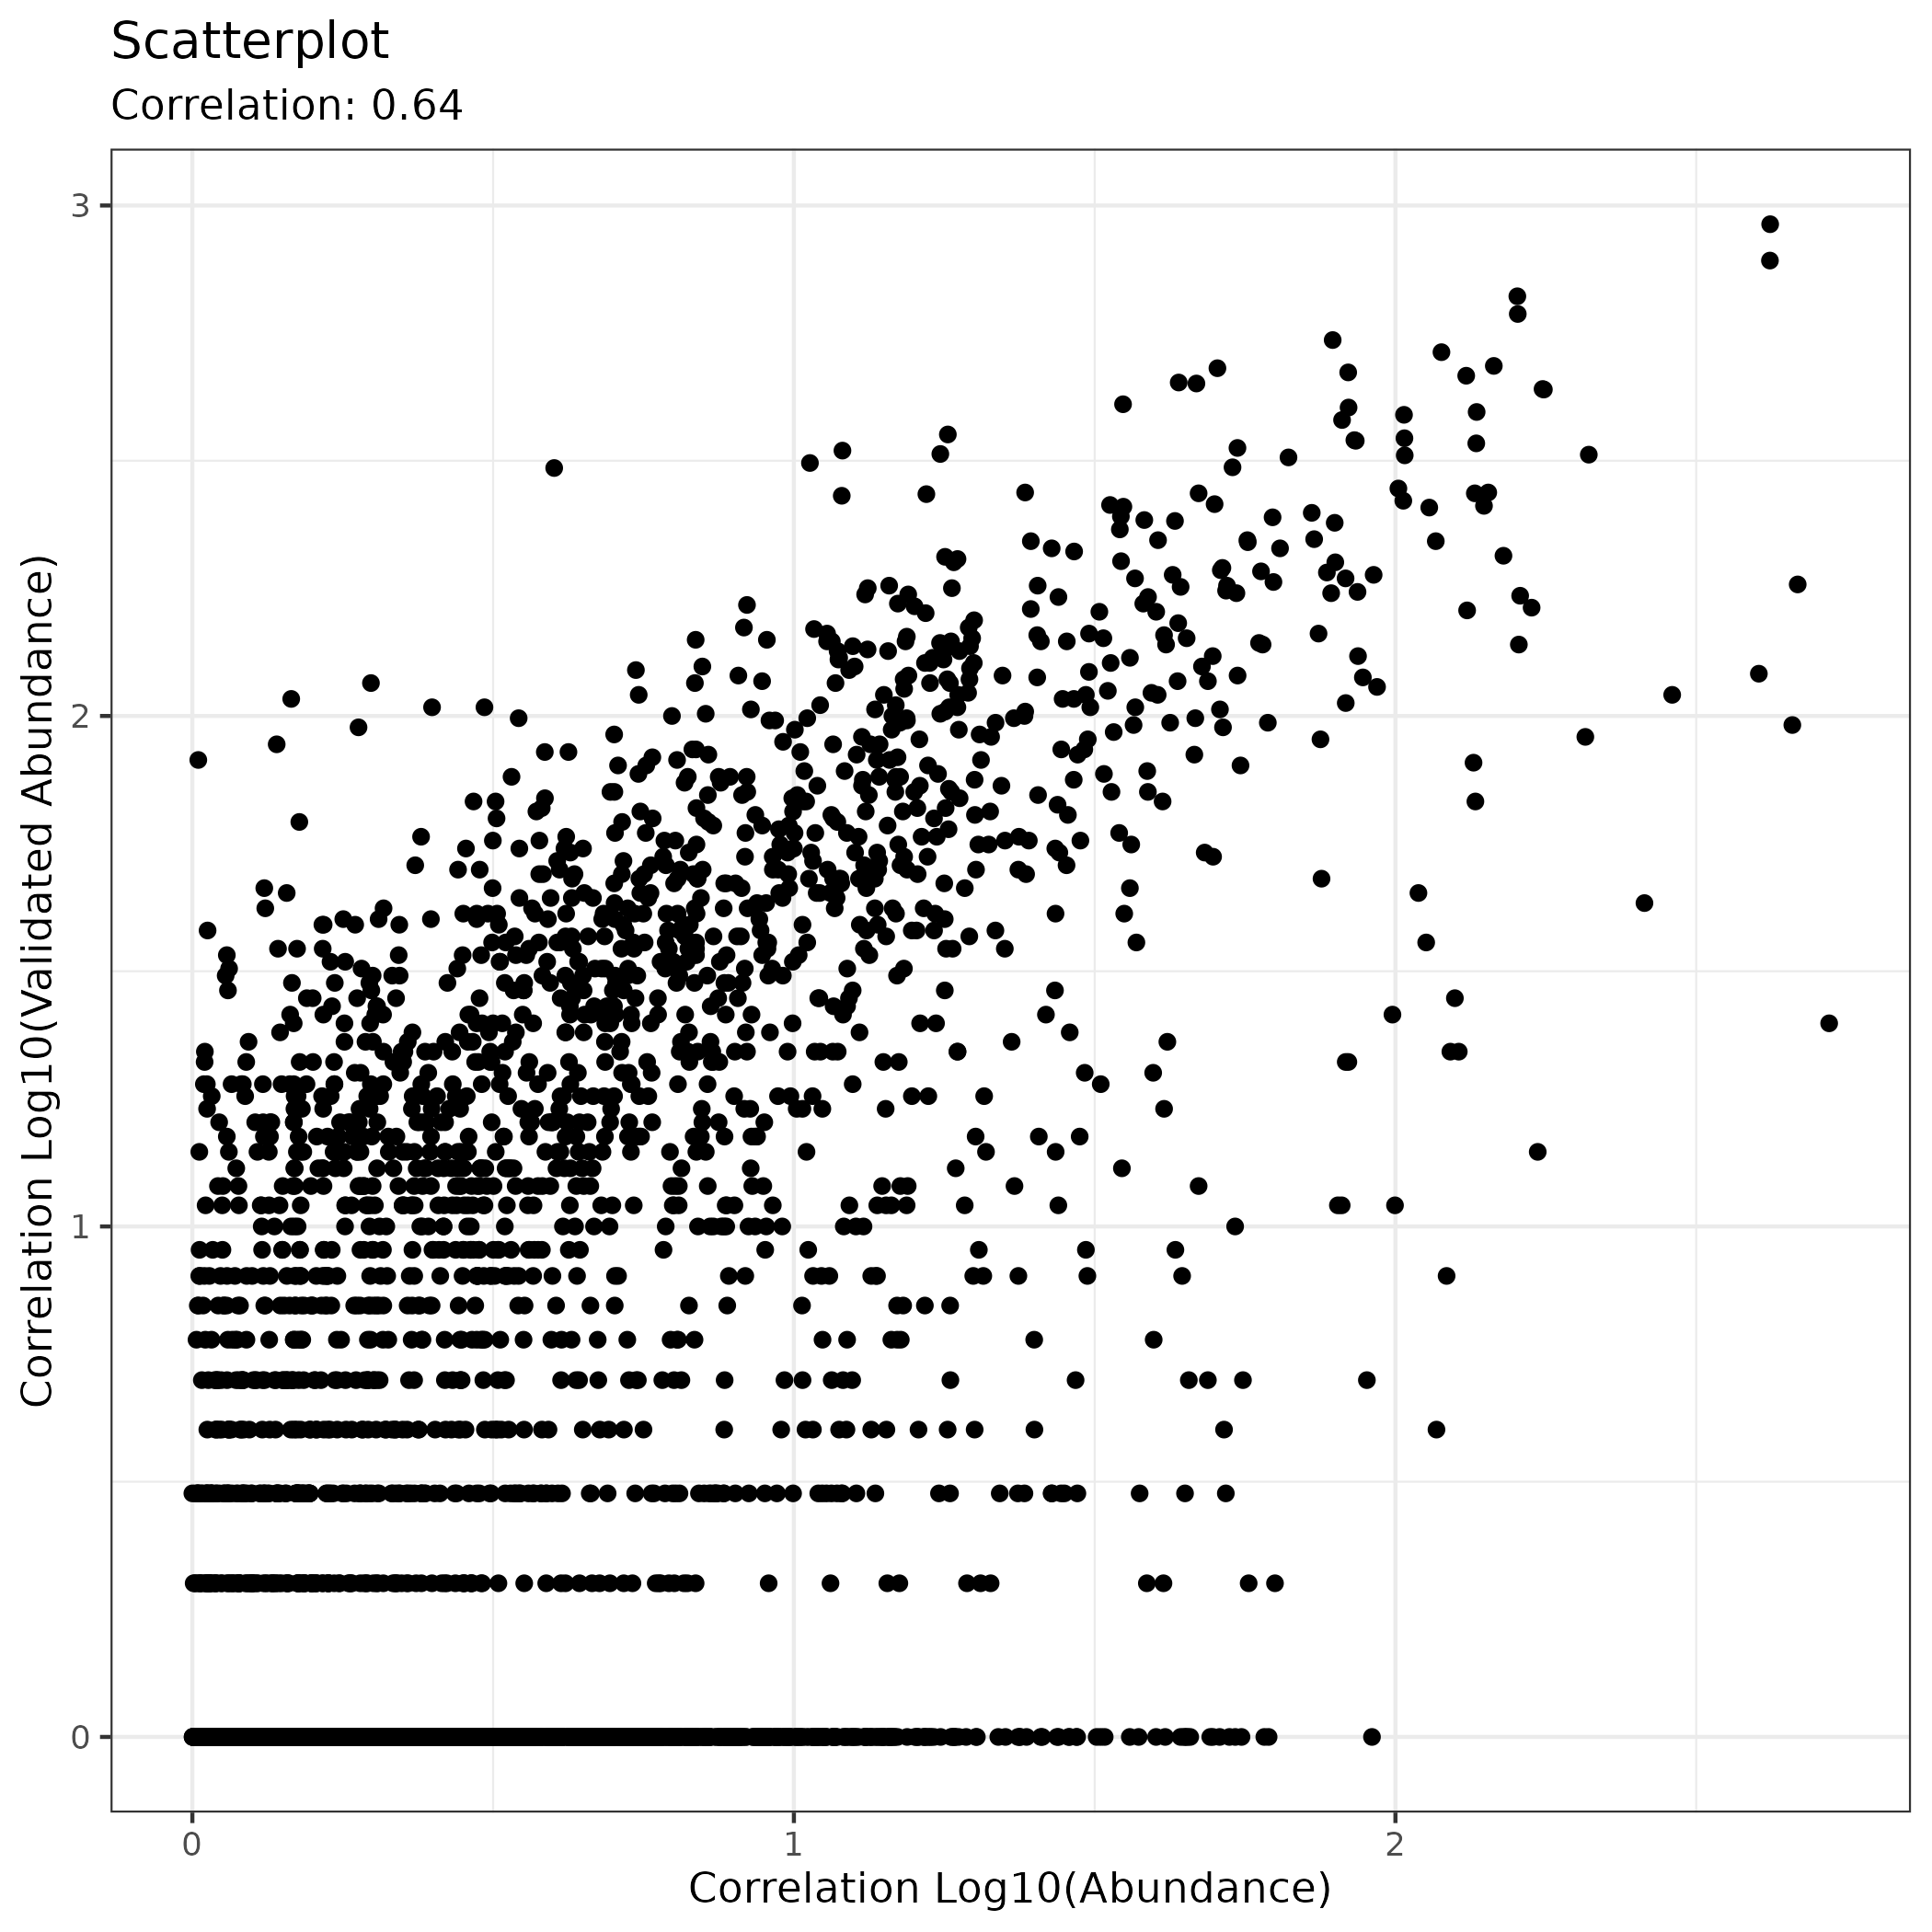 Scatterplot
Correlation: 0.64
3
2
1
0
Correlation Log10(Validated Abundance)
0
1
2
Correlation Log10(Abundance)